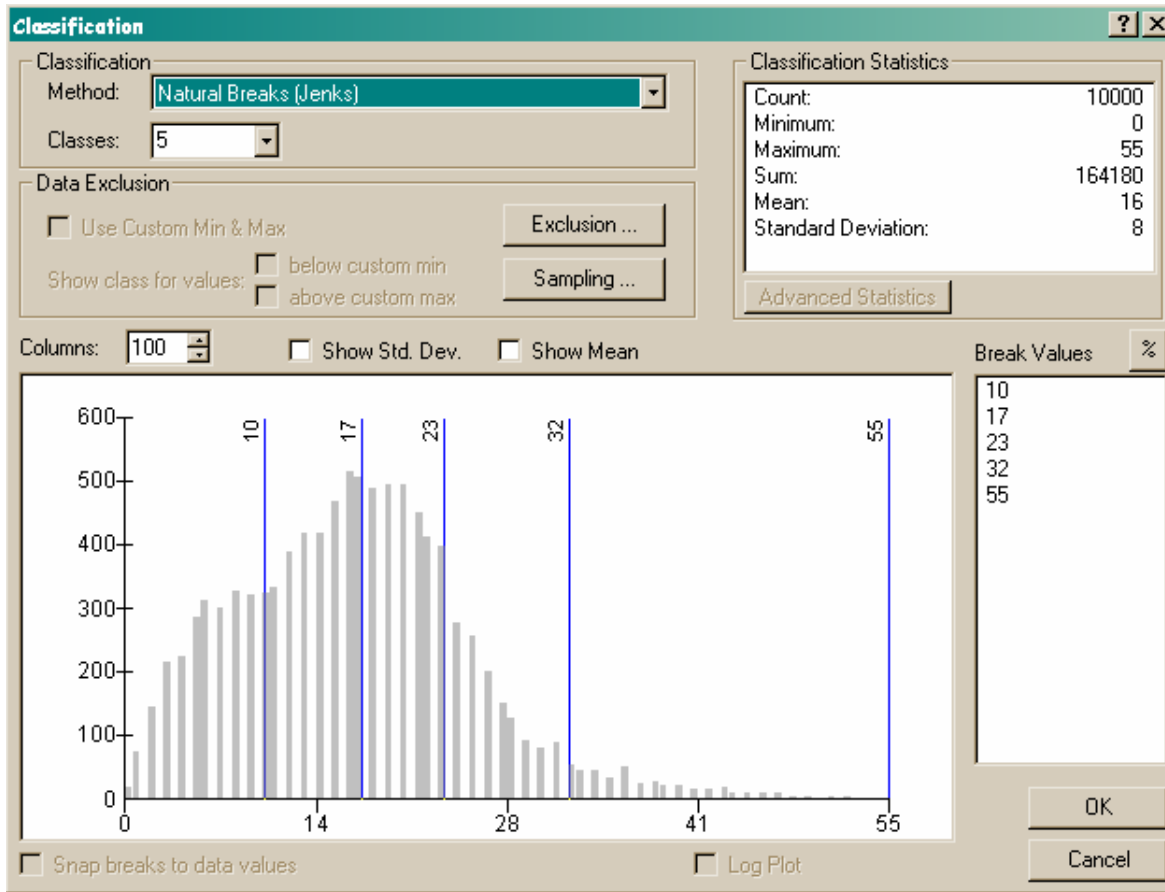 Classification
Classification
Method: Natural Breaks (Jenks)
Classes: 5
Classification Statistics
Count: 10000
Minimum: 0
Maximum: 55
Sum: 164180
Mean: 16
Standard Deviation: 8
Advanced Statistics
Data Exclusion
Use Custom Min & Max
Exclusion ...
Show class for values:
below custom min
above custom max
Sampling ...
Columns: 100
Show Std. Dev.
Show Mean
Break Values
%
10
17
23
32
55
600
500
400
300
200
100
0
10
17
23
32
55
0 14 28 41 55
Snap breaks to data values
Log Plot
OK
Cancel